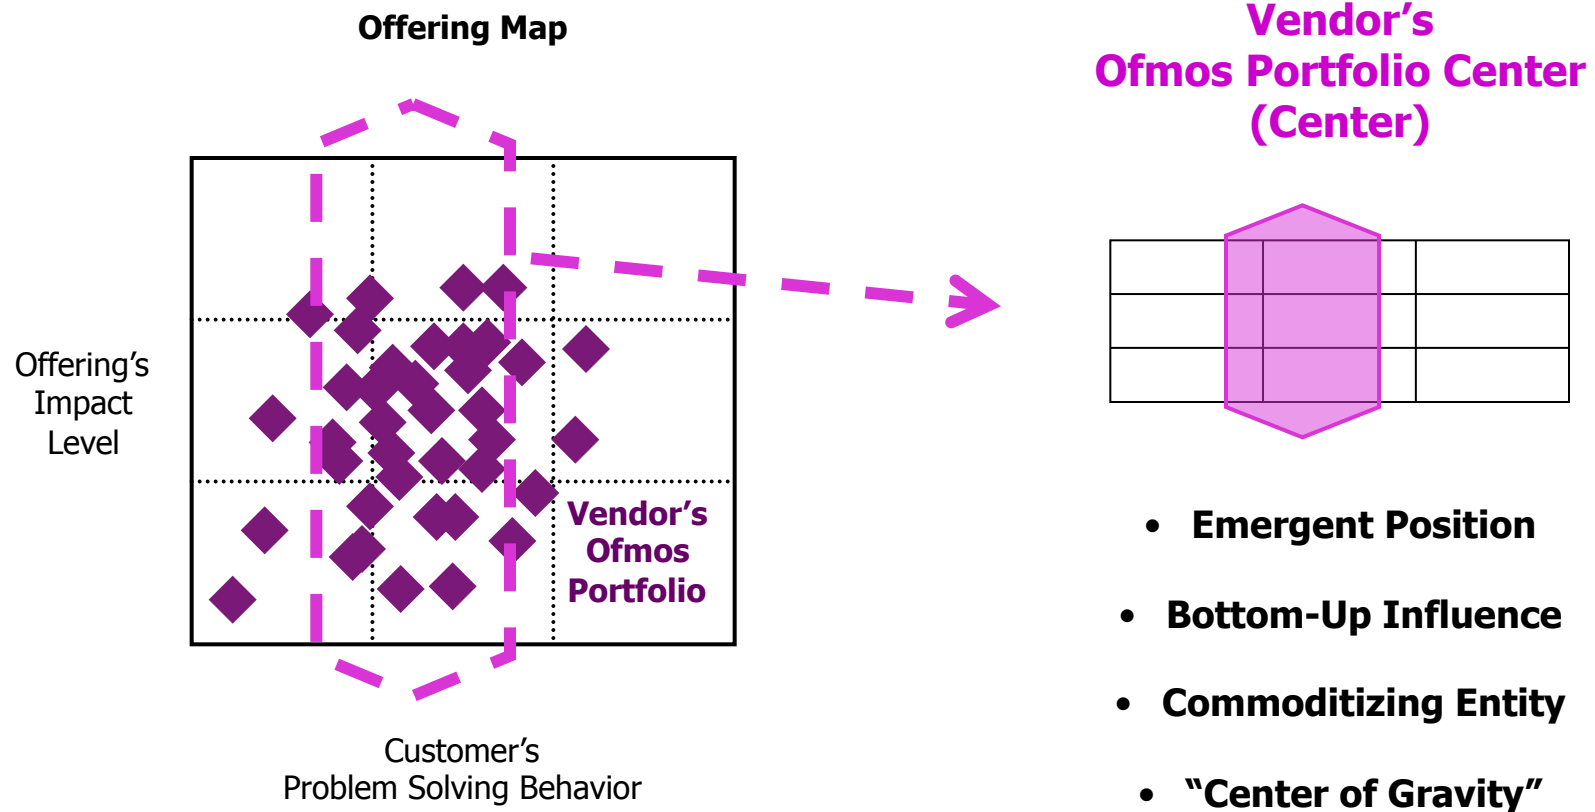 Offering Map
Offering’s
Impact
Level
Vendor’s
Ofmos
Portfolio
Customer’s
Problem Solving Behavior
Vendor’s
Ofmos Portfolio Center
(Center)
• Emergent Position
• Bottom-Up Influence
• Commoditizing Entity
• “Center of Gravity”